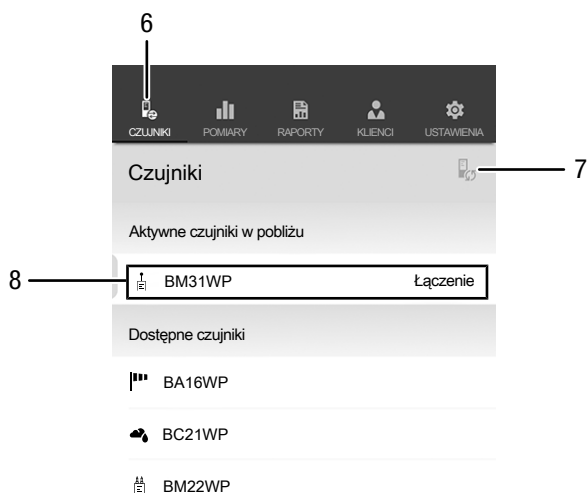 6
CZUJNIKI POMIARY RAPORTY KLIENCI USTAWIENIA
Czujniki
7
Aktywne czujniki w pobliżu
8
BM31WP Łączenie
Dostępne czujniki
BA16WP
BC21WP
BM22WP